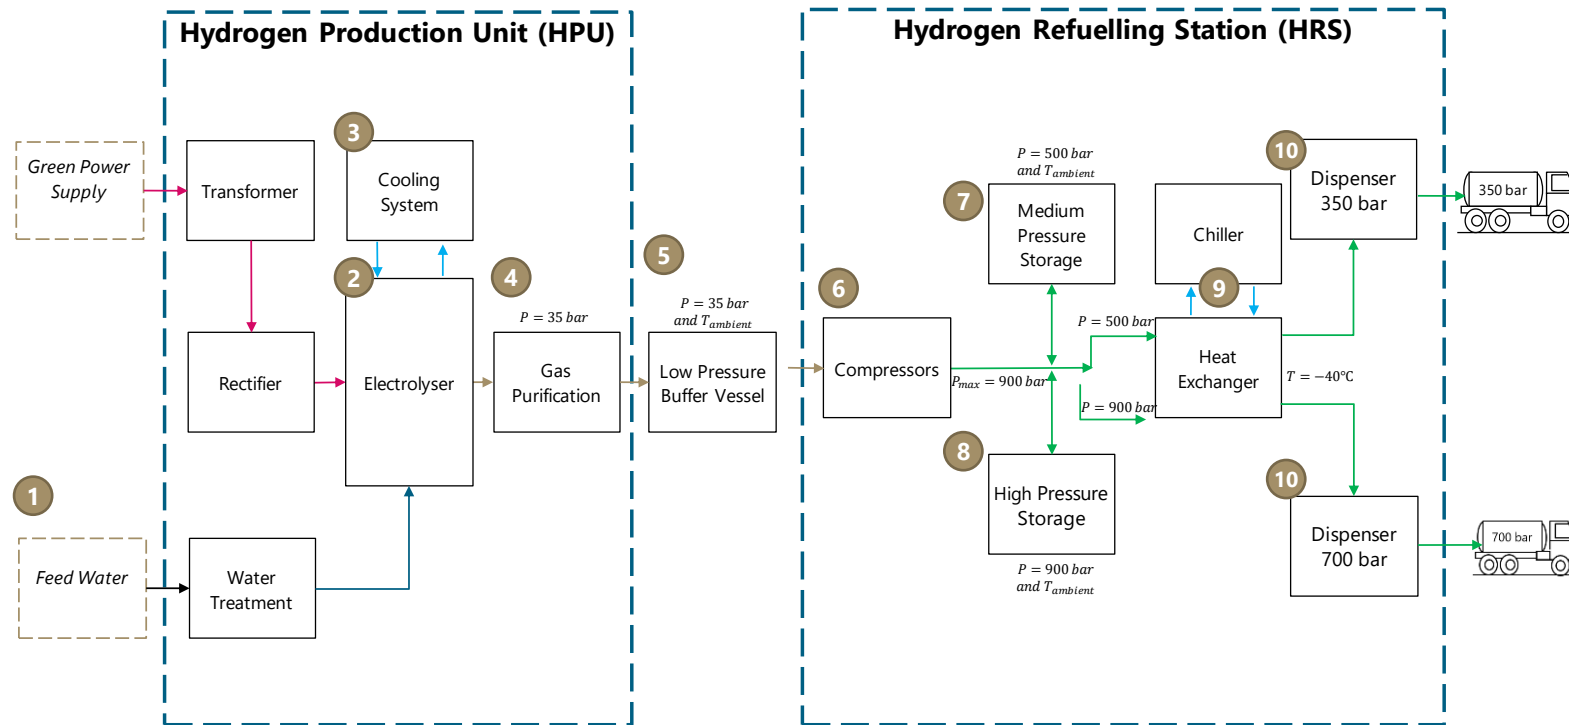 Hydrogen Production Unit (HPU)
Hydrogen Refuelling Station (HRS)
Green Power
Supply
Transformer
3
Cooling
System
2
Electrolyser
Rectifier
4
P = 35 bar
Gas
Purification
5
P = 35 bar
and T_ambient
Low Pressure
Buffer Vessel
1
Feed Water
Water
Treatment
6
Compressors
P_max = 900 bar
P = 500 bar
and T_ambient
7
Medium
Pressure
Storage
8
High Pressure
Storage
P = 900 bar
and T_ambient
P = 500 bar
P = 900 bar
Chiller
9
Heat
Exchanger
T = −40°C
10
Dispenser
350 bar
350 bar
10
Dispenser
700 bar
700 bar